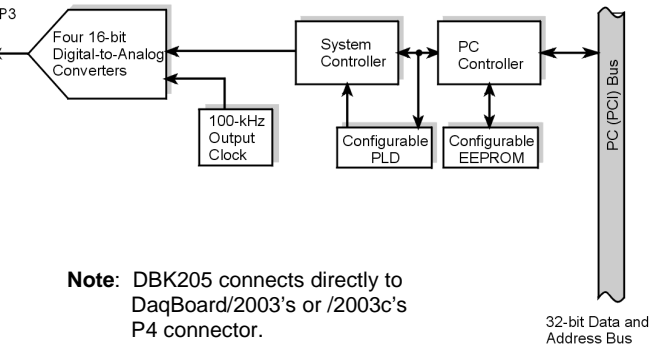 P3
Four 16-bit
Digital-to-Analog
Converters
System
Controller
PC
Controller
PC (PCI) Bus
100-kHz
Output
Clock
Configurable
PLD
Configurable
EEPROM
Note: DBK205 connects directly to
DaqBoard/2003's or /2003c's
P4 connector.
32-bit Data and
Address Bus